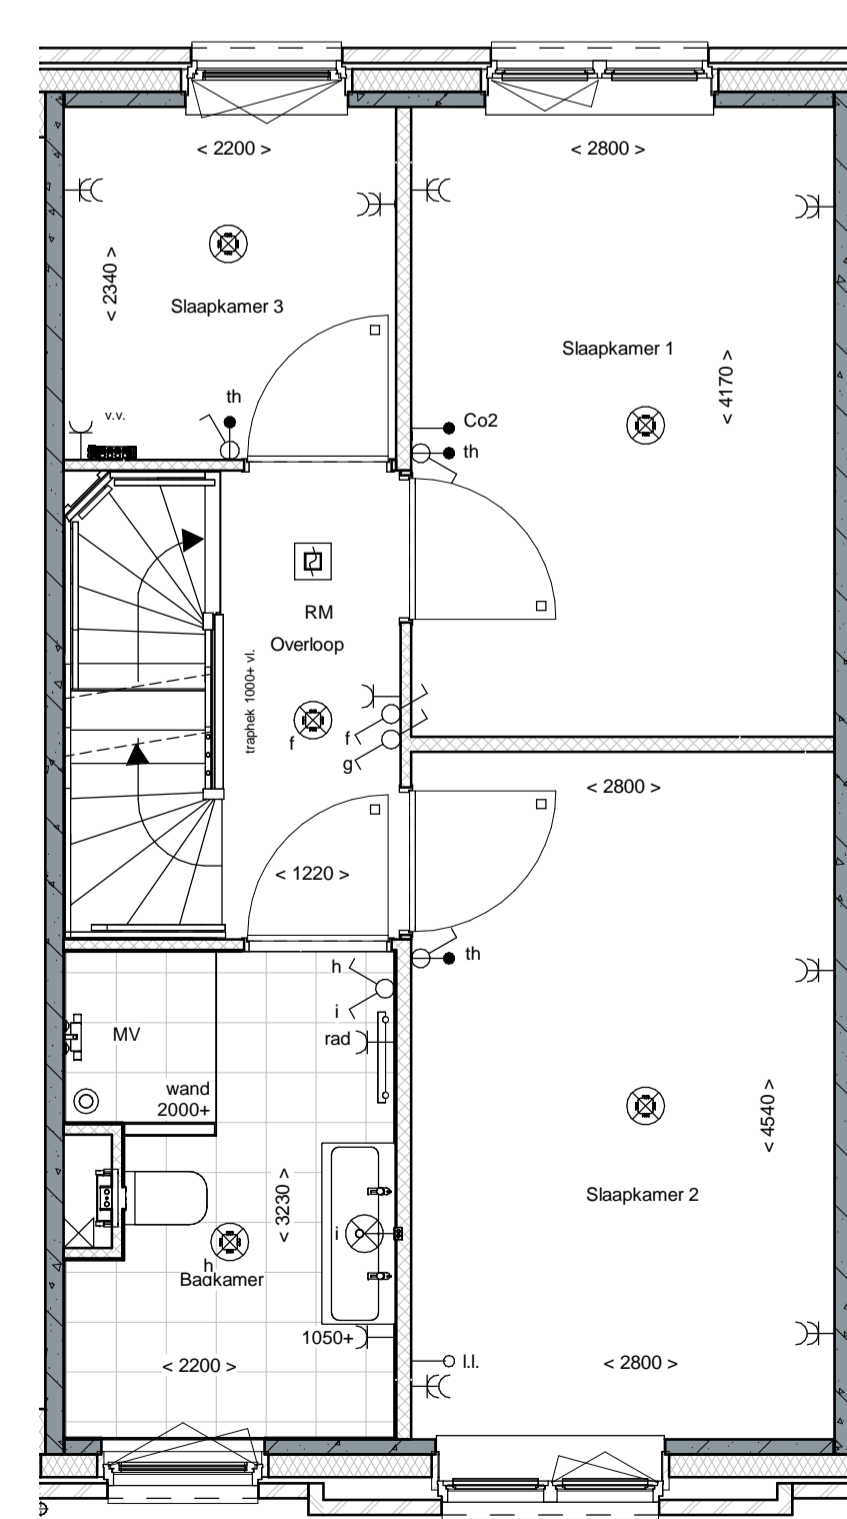 < 2200 >
< 2800 >
< 2340 >
Slaapkamer 3
Slaapkamer 1
< 4170 >
v.v.
th
Co2
th
RM
Overloop
traphek 1000+ vl.
f
f
g
< 2800 >
< 1220 >
th
h
i
rad
MV
wand
2000+
< 4540 >
< 3230 >
Slaapkamer 2
i
h
Badkamer
1050+
< 2200 >
l.l.
< 2800 >